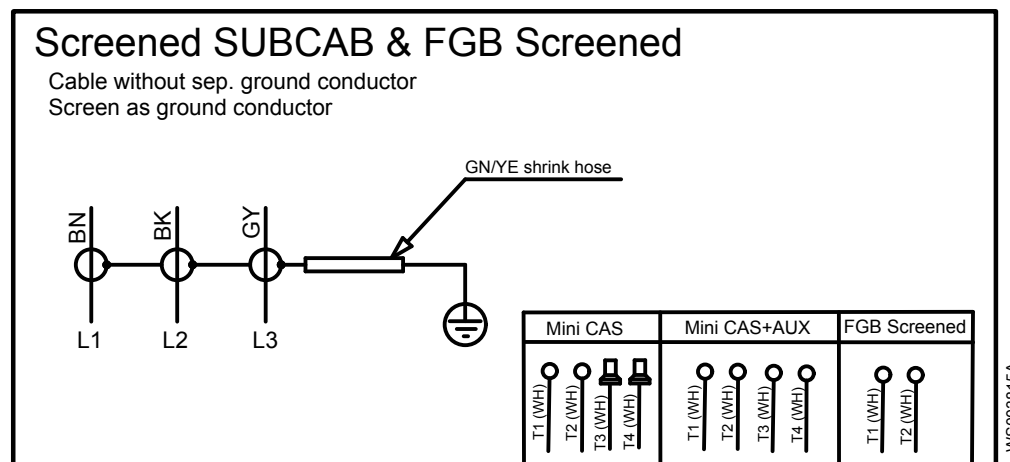 Screened SUBCAB & FGB Screened
Cable without sep. ground conductor
Screen as ground conductor
GN/YE shrink hose
BN
BK
GY
L1
L2
L3
Mini CAS
Mini CAS+AUX
FGB Screened
T1 (WH)
T2 (WH)
T3 (WH)
T4 (WH)
T1 (WH)
T2 (WH)
T3 (WH)
T4 (WH)
T1 (WH)
T2 (WH)